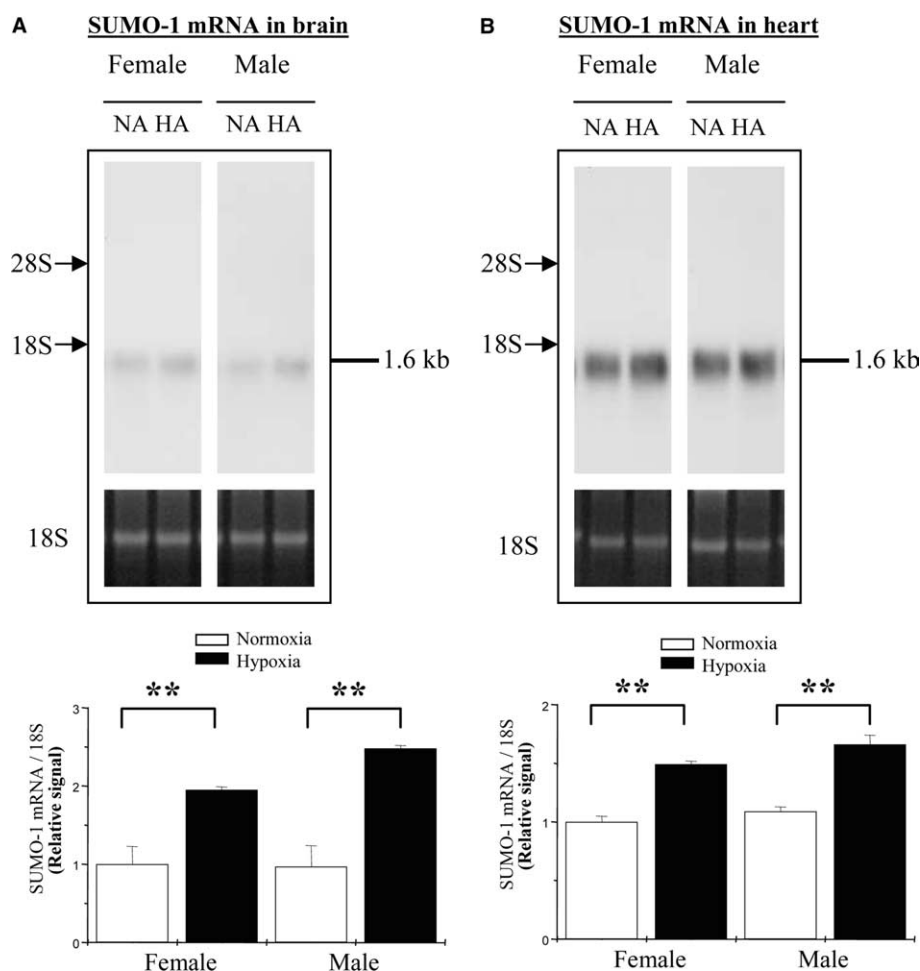 A SUMO-1 mRNA in brain
Female Male
NA HA NA HA
28S
18S
1.6 kb
18S
Normoxia
Hypoxia
** **
SUMO-1 mRNA / 18S
(Relative signal)
3
2
1
0
Female Male
B SUMO-1 mRNA in heart
Female Male
NA HA NA HA
28S
18S
1.6 kb
18S
Normoxia
Hypoxia
** **
SUMO-1 mRNA / 18S
(Relative signal)
2
1
0
Female Male